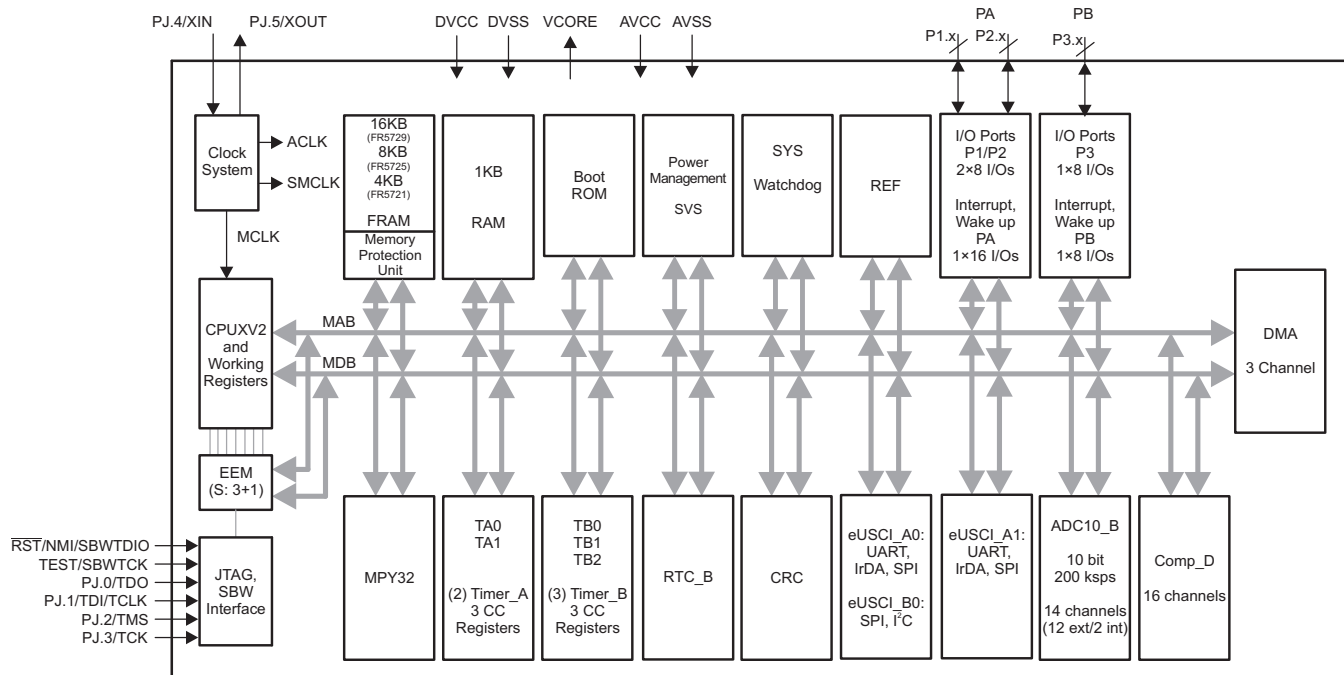 PJ.4/XIN
PJ.5/XOUT
DVCC
DVSS
VCORE
AVCC
AVSS
PA
P1.x
P2.x
PB
P3.x
Clock
System
ACLK
SMCLK
MCLK
16KB
(FR5729)
8KB
(FR5725)
4KB
(FR5721)
FRAM
Memory
Protection
Unit
1KB
RAM
Boot
ROM
Power
Management
SVS
SYS
Watchdog
REF
I/O Ports
P1/P2
2×8 I/Os
Interrupt,
Wake up
PA
1×16 I/Os
I/O Ports
P3
1×8 I/Os
Interrupt,
Wake up
PB
1×8 I/Os
CPUXV2
and
Working
Registers
MAB
MDB
DMA
3 Channel
EEM
(S: 3+1)
RST/NMI/SBWTDIO
TEST/SBWTCK
PJ.0/TDO
PJ.1/TDI/TCLK
PJ.2/TMS
PJ.3/TCK
JTAG,
SBW
Interface
MPY32
TA0
TA1
(2) Timer_A
3 CC
Registers
TB0
TB1
TB2
(3) Timer_B
3 CC
Registers
RTC_B
CRC
eUSCI_A0:
UART,
IrDA, SPI
eUSCI_B0:
SPI, I²C
eUSCI_A1:
UART,
IrDA, SPI
ADC10_B
10 bit
200 ksps
14 channels
(12 ext/2 int)
Comp_D
16 channels